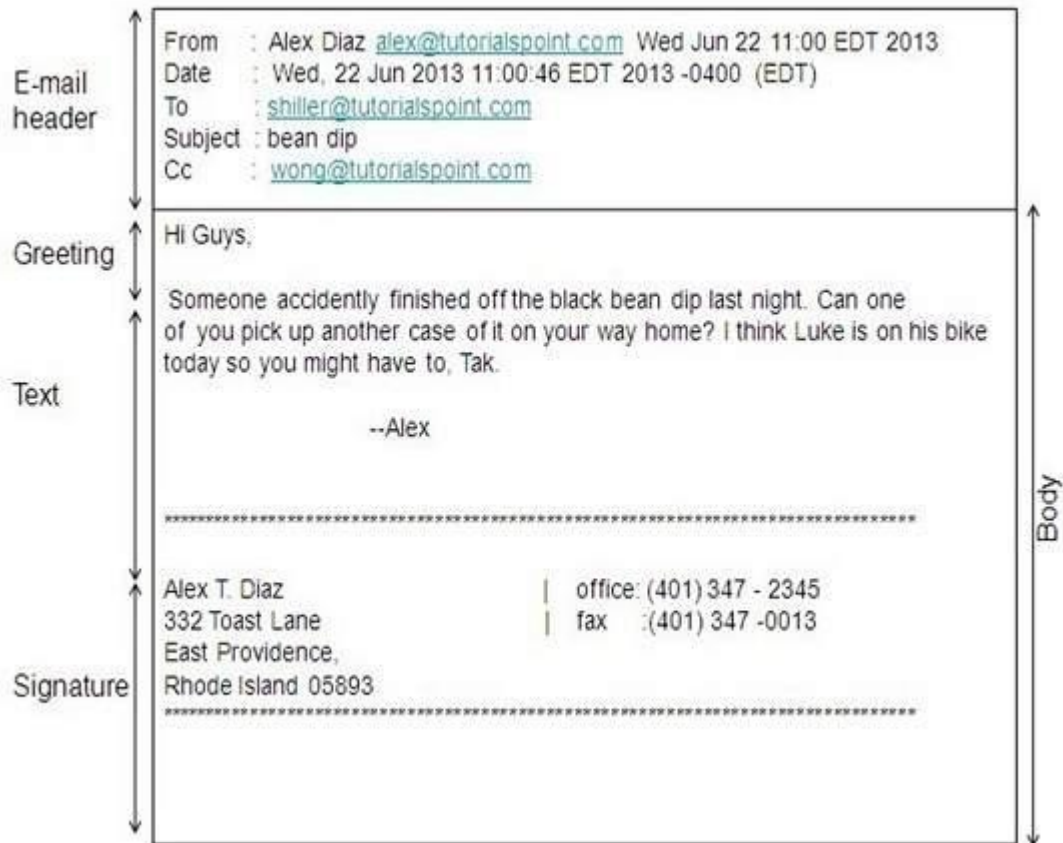 E-mail
header
From : Alex Diaz alex@tutorialspoint.com Wed Jun 22 11:00 EDT 2013
Date : Wed, 22 Jun 2013 11:00:46 EDT 2013 -0400 (EDT)
To : shiller@tutorialspoint.com
Subject : bean dip
Cc : wong@tutorialspoint.com
Greeting
Hi Guys,
Text
Someone accidently finished off the black bean dip last night. Can one
of you pick up another case of it on your way home? I think Luke is on his bike
today so you might have to, Tak.
--Alex
Body
Signature
Alex T. Diaz | office: (401) 347 - 2345
332 Toast Lane | fax :(401) 347 -0013
East Providence,
Rhode Island 05893